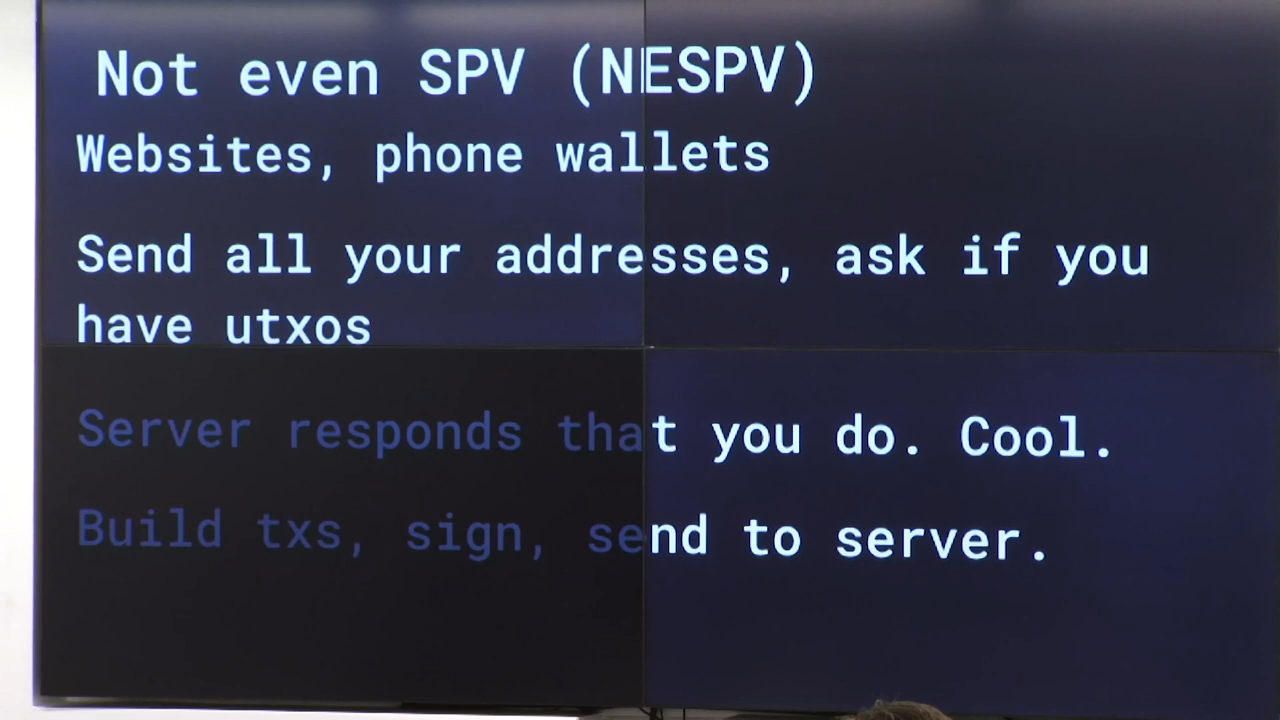 Not even SPV (NESPV)
Websites, phone wallets
Send all your addresses, ask if you
have utxos
Server responds that you do. Cool.
Build txs, sign, send to server.